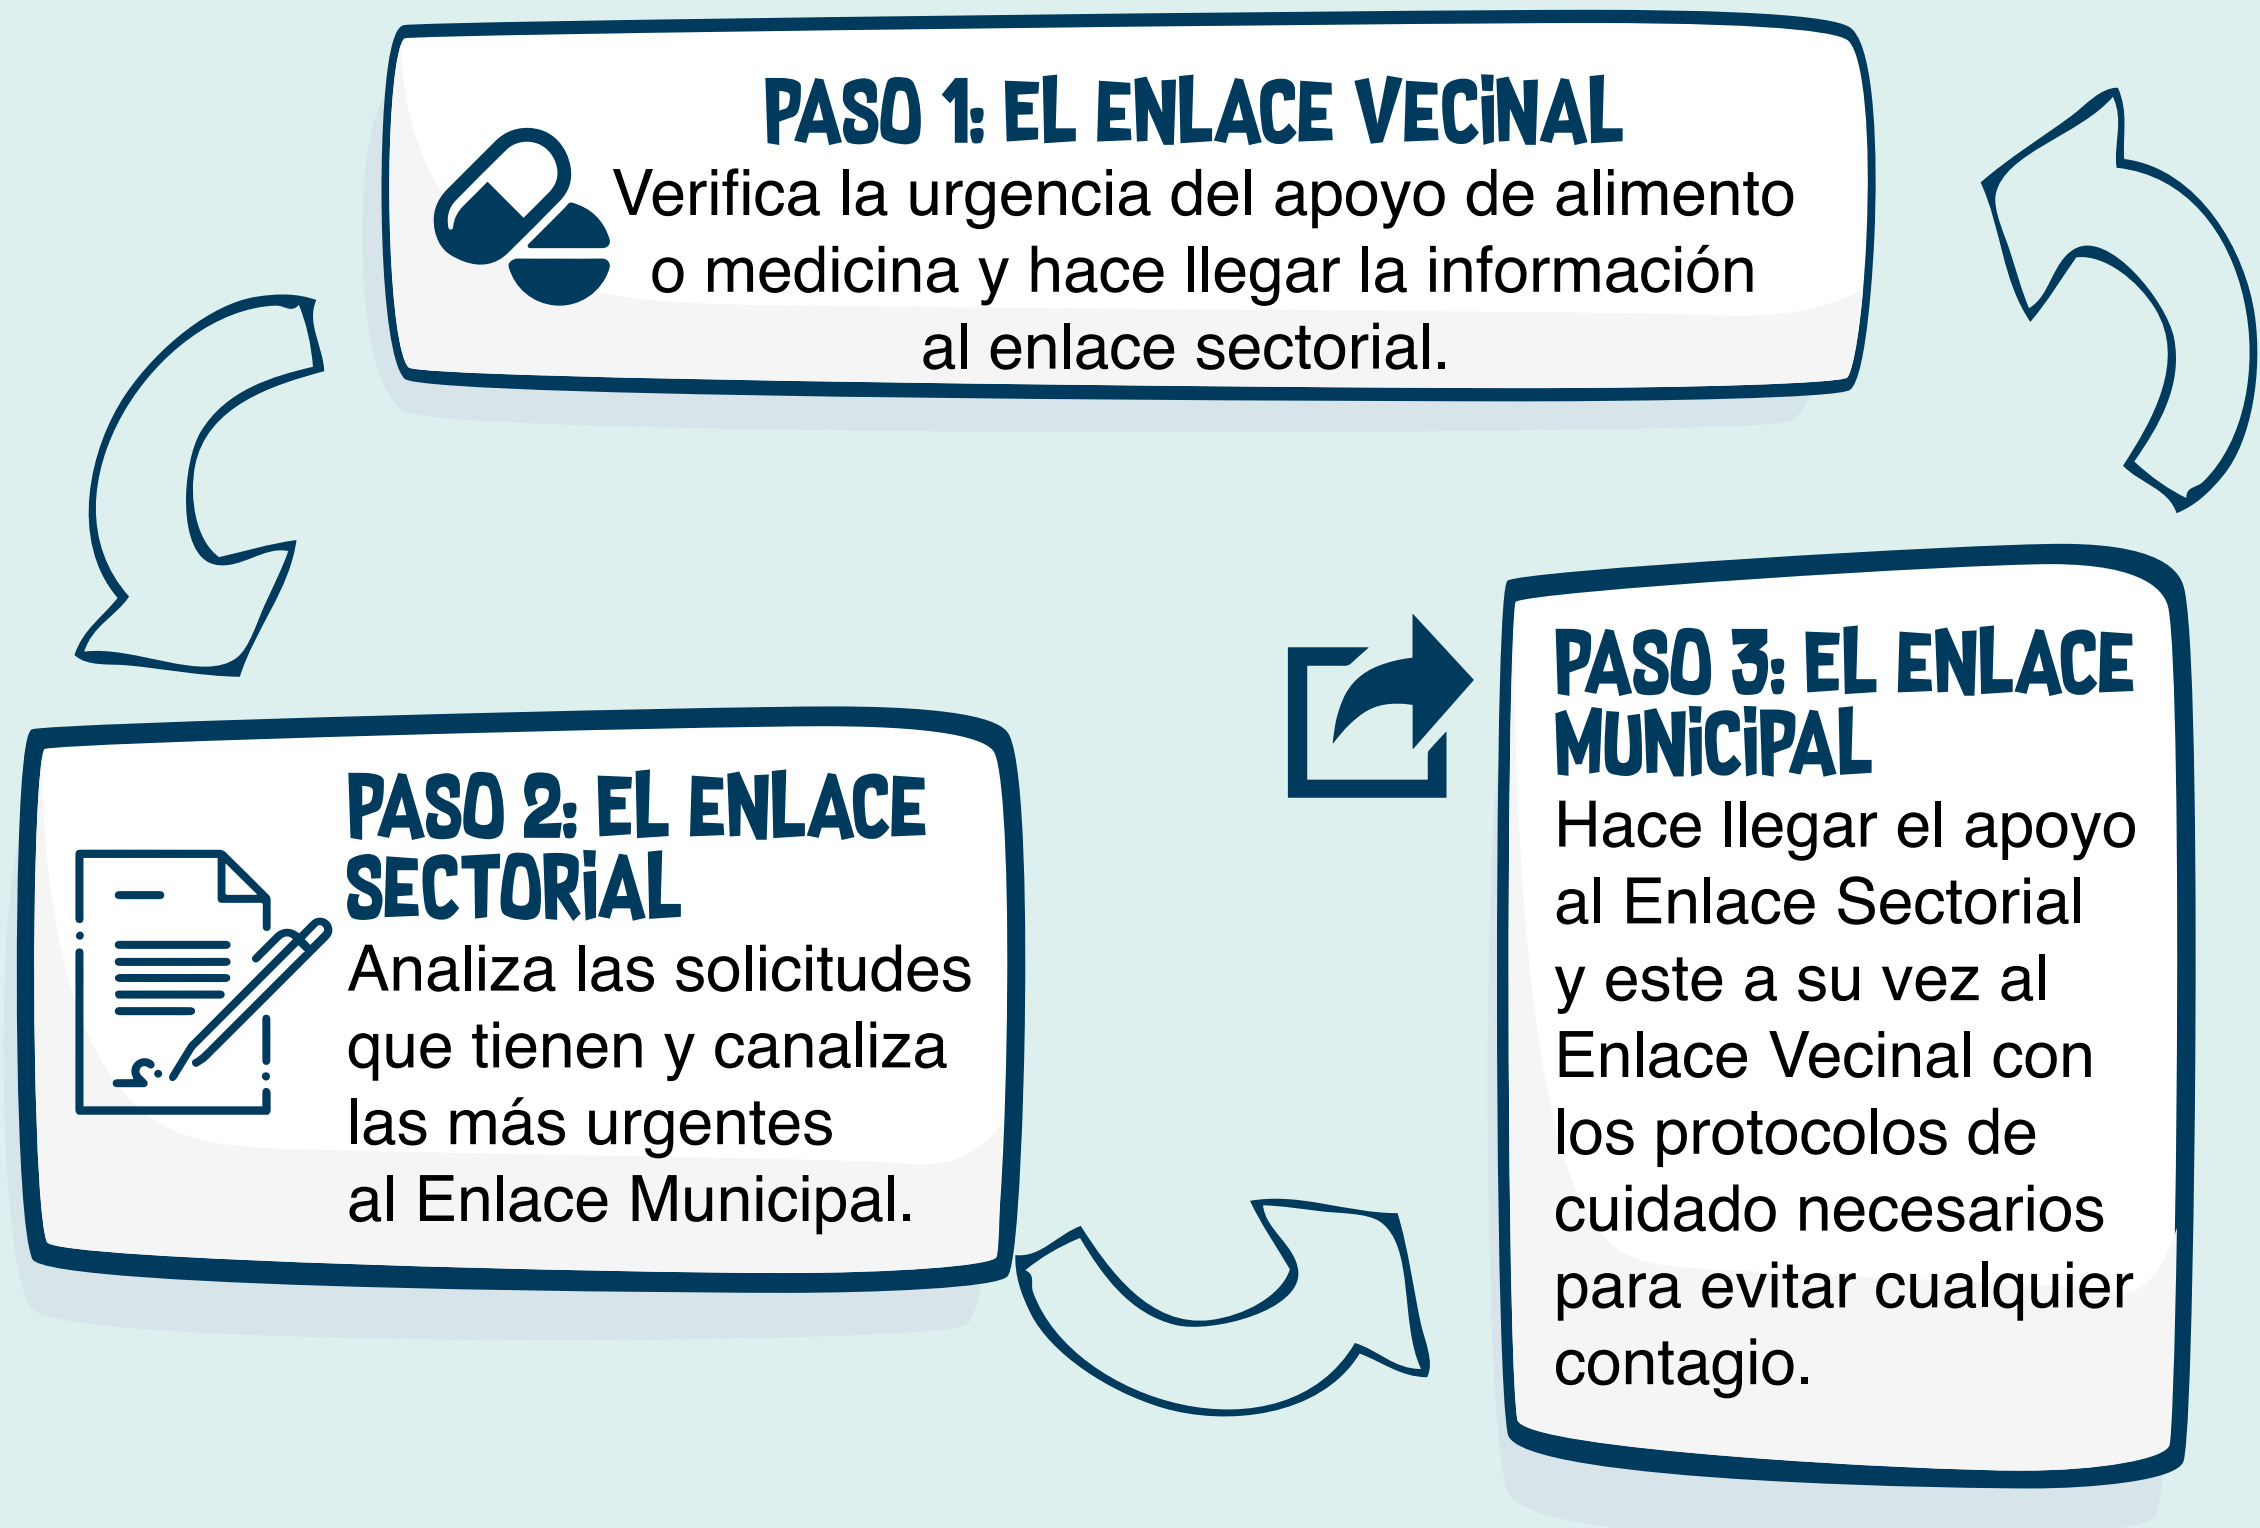 PASO 1: EL ENLACE VECINAL
Verifica la urgencia del apoyo de alimento
o medicina y hace llegar la información
al enlace sectorial.
PASO 2: EL ENLACE
SECTORIAL
Analiza las solicitudes
que tienen y canaliza
las más urgentes
al Enlace Municipal.
PASO 3: EL ENLACE
MUNICIPAL
Hace llegar el apoyo
al Enlace Sectorial
y este a su vez al
Enlace Vecinal con
los protocolos de
cuidado necesarios
para evitar cualquier
contagio.